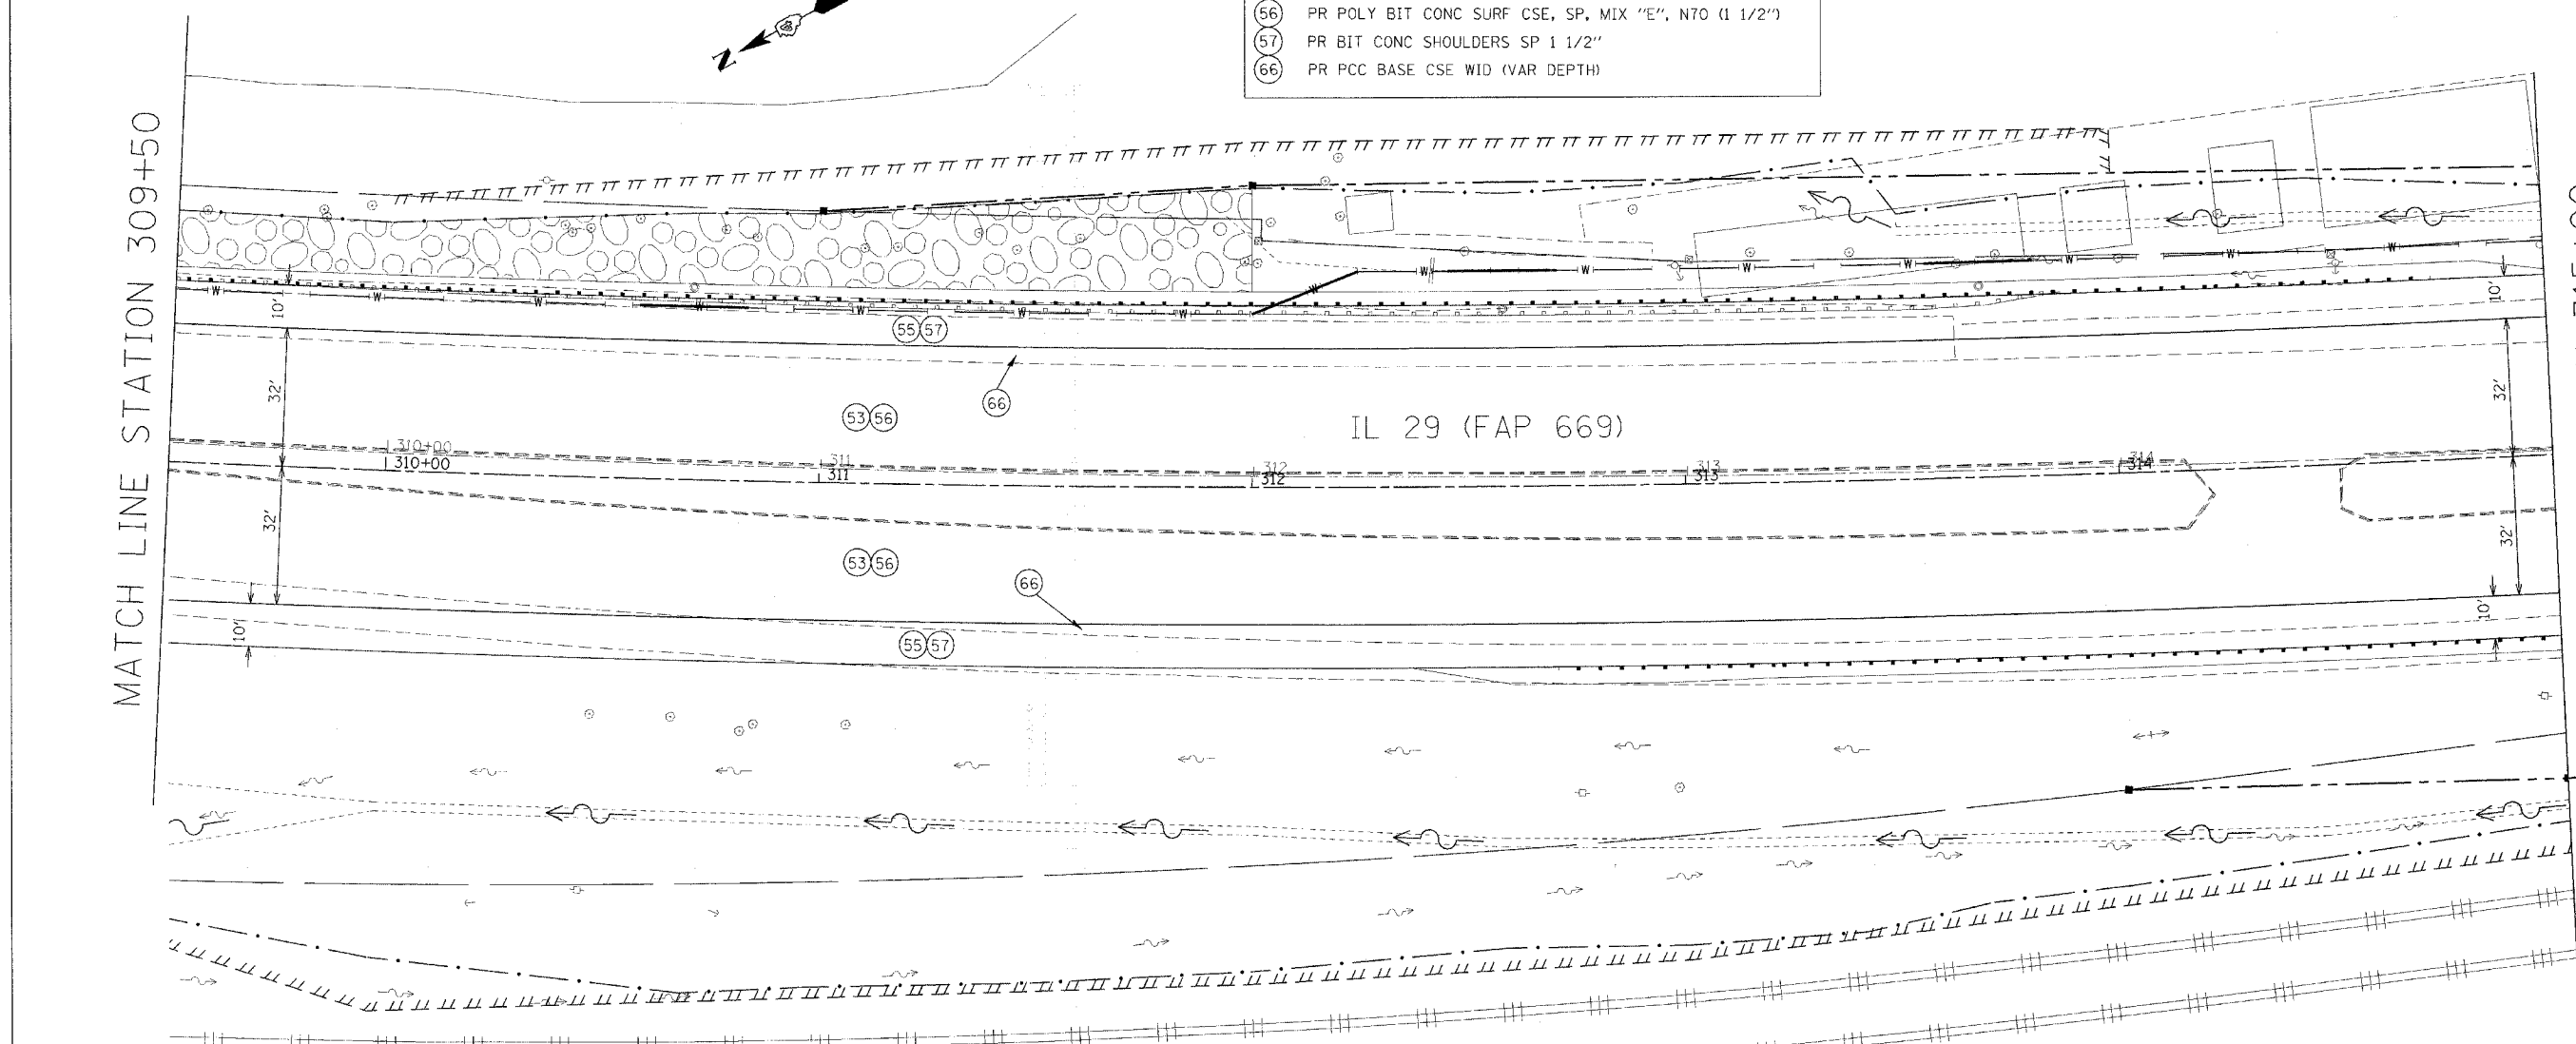 56 PR POLY BIT CONC SURF CSE, SP, MIX "E", N70 (1 1/2")
57 PR BIT CONC SHOULDERS SP 1 1/2"
66 PR PCC BASE CSE WID (VAR DEPTH)
N
MATCH LINE STATION 309+50
W W W W W W W W W W W W W W W
10'
10'
55 57
32'
66
32'
53 56
IL 29 (FAP 669)
310+00 311 312 313 314
310+00 311 312 313 314
32'
32'
53 56
66
10'
10'
55 57